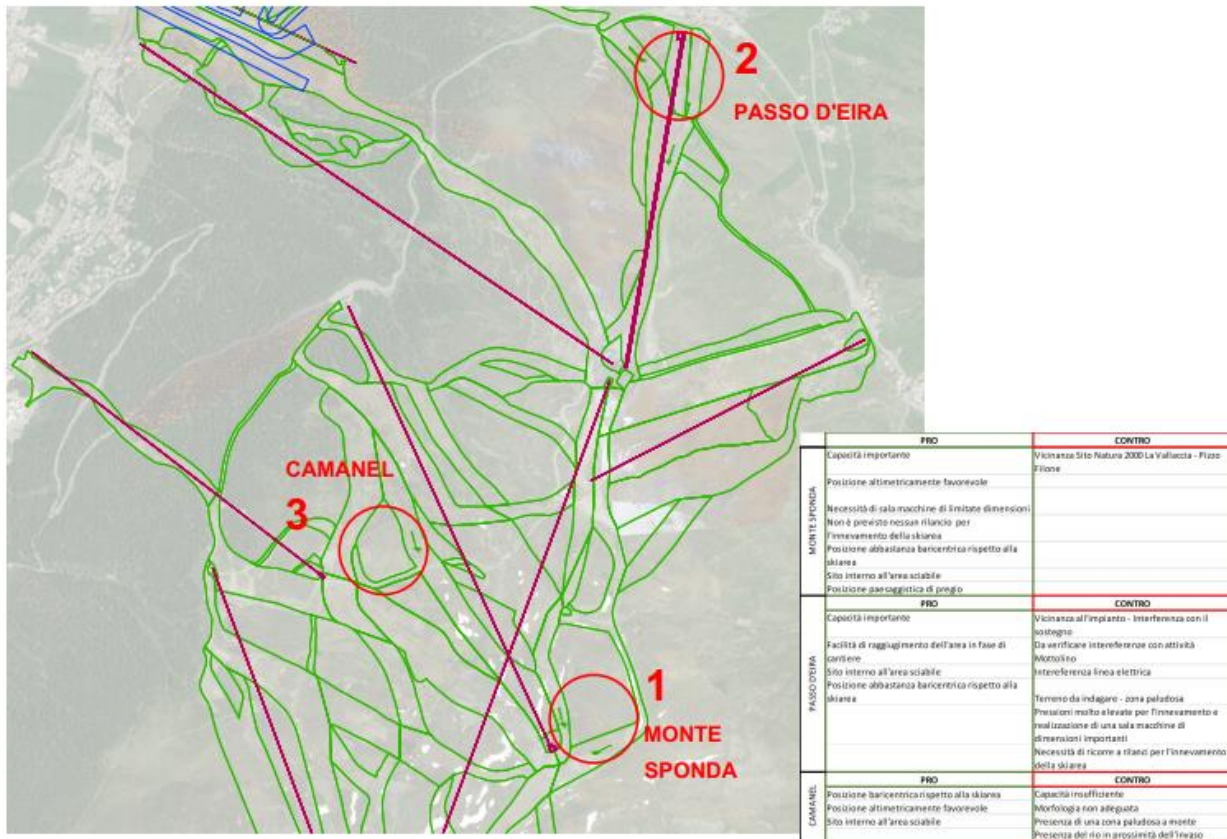 2
PASSO D'EIRA
CAMANEL
3
1
MONTE
SPONDA
PRO
CONTRO
MONTE SPONDA
Capacità importante
Vicinanza Sito Natura 2000 La Vallaccia - Pizzo
Filone
Posizione altimetricamente favorevole
Necessità di sala macchine di limitate dimensioni
Non è previsto nessun rilancio per
l'innevamento della skiarea
Posizione abbastanza baricentrica rispetto alla
skiarea
Sito interno all'area sciabile
Posizione paesaggistica di pregio
PRO
CONTRO
PASSO D'EIRA
Capacità importante
Vicinanza all'impianto - Interferenza con il
sostegno
Facilità di raggiugimento dell'area in fase di
cantiere
Da verificare intereferenze con attività
Mottolino
Sito interno all'area sciabile
Intereferenza linea elettrica
Posizione abbastanza baricentrica rispetto alla
skiarea
Terreno da indagare - zona paludosa
Pressioni molto elevate per l'innevamento e
realizzazione di una sala macchine di
dimensioni importanti
Necessità di ricorre a rilanci per l'innevamento
della skiarea
PRO
CONTRO
CAMANEL
Posizione baricentrica rispetto alla skiarea
Capacità insufficiente
Posizione altimetricamente favorevole
Morfologia non adeguata
Sito interno all'area sciabile
Presenza di una zona paludosa a monte
Presenza del rio in prossimità dell'invaso